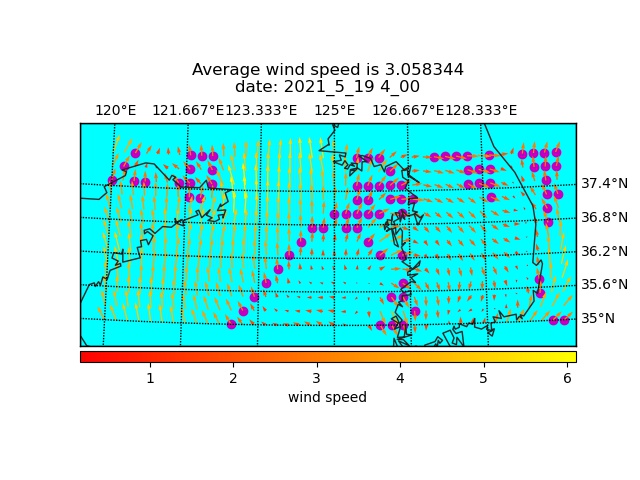 Average wind speed is 3.058344
date: 2021_5_19 4_00
120°E 121.667°E 123.333°E 125°E 126.667°E 128.333°E
37.4°N
36.8°N
36.2°N
35.6°N
35°N
1 2 3 4 5 6
wind speed